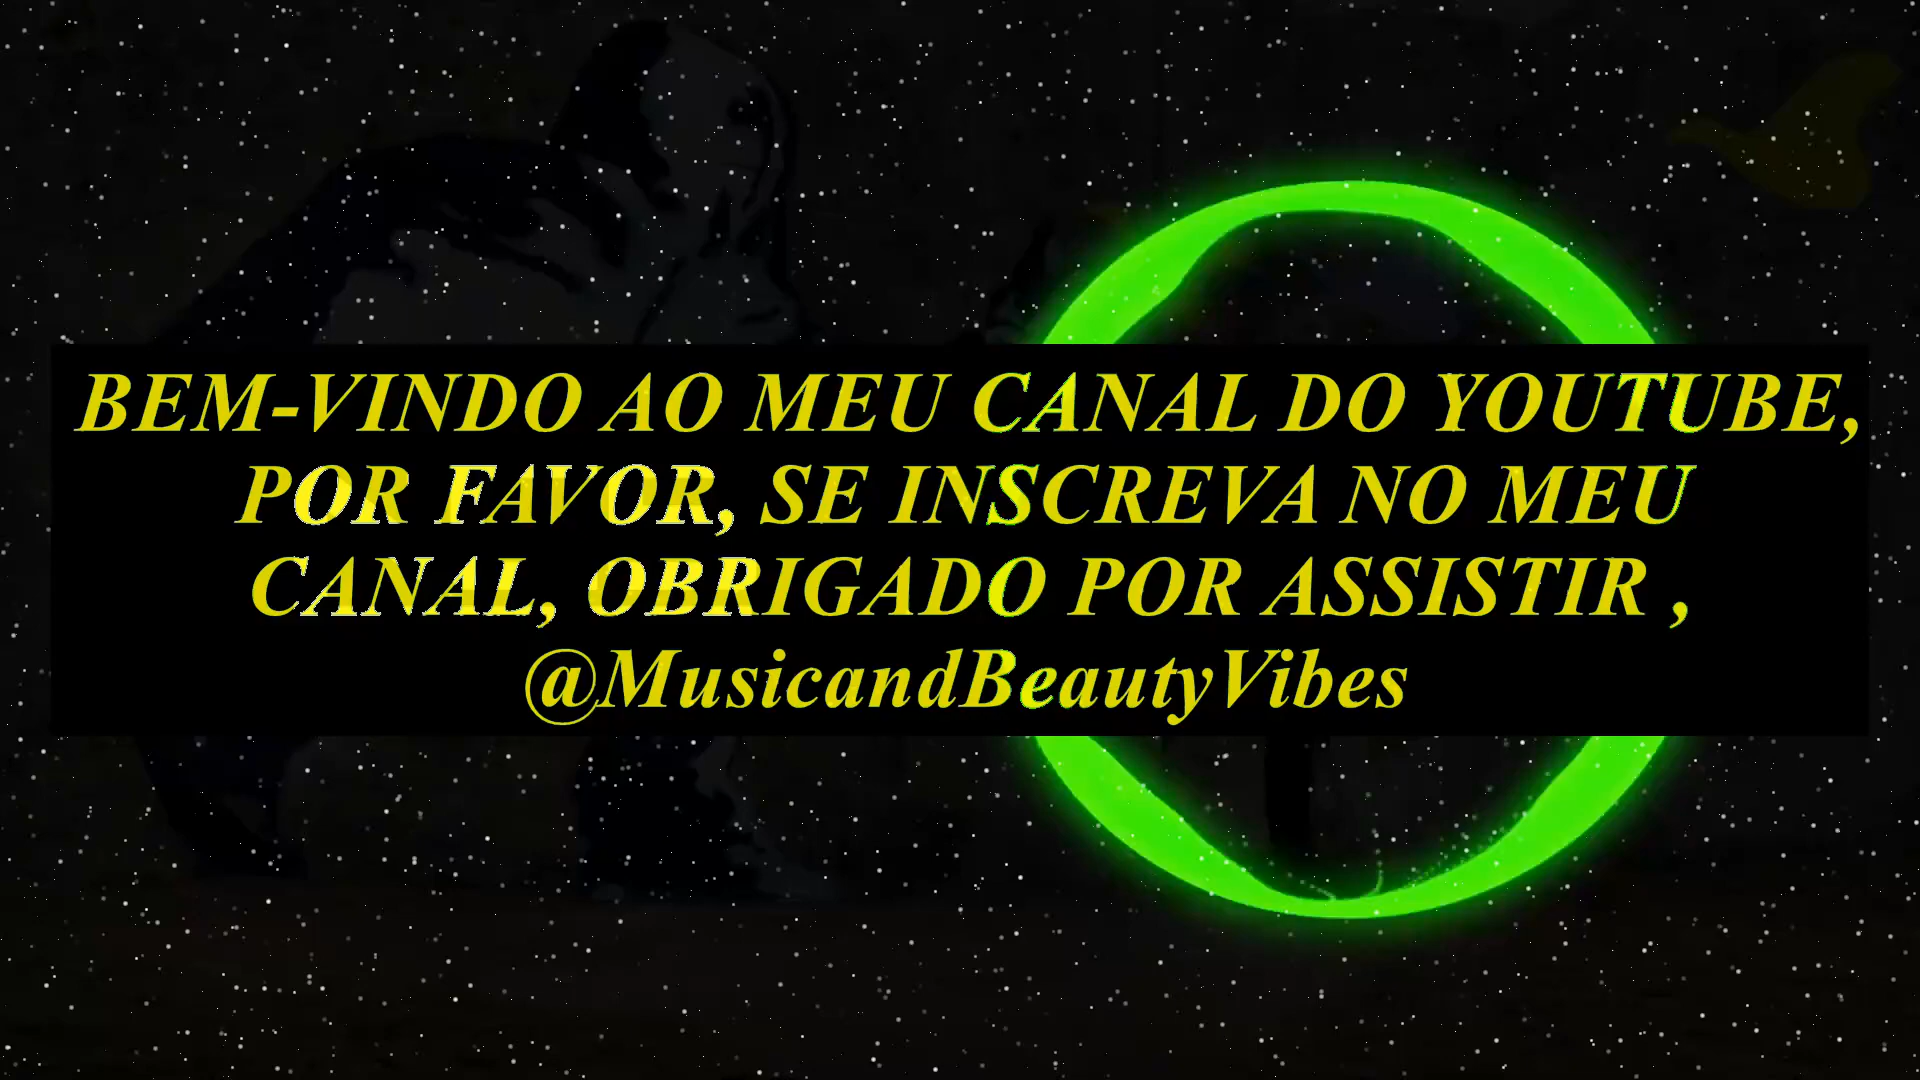 BEM-VINDO AO MEU CANAL DO YOUTUBE,
POR FAVOR, SE INSCREVA NO MEU
CANAL, OBRIGADO POR ASSISTIR ,
@MusicandBeautyVibes